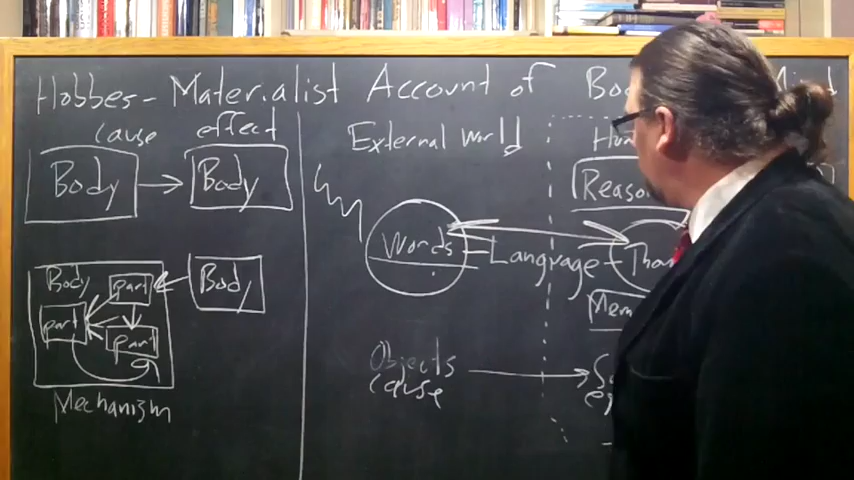 Hobbes - Materialist Account of
cause effect
Body → Body
Body part Body
part
part
Mechanism
External world
Words Language
Objects
cause